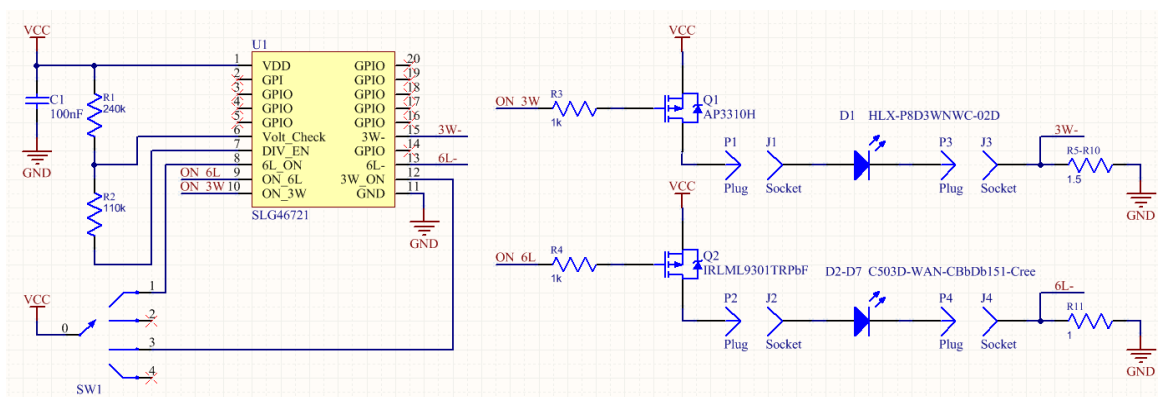 VCC
C1
100nF
GND
R1
240k
R2
110k
U1
1 VDD GPIO 20
2 GPI GPIO 19
3 GPIO GPIO 18
4 GPIO GPIO 17
5 GPIO GPIO 16
6 Volt_Check 3W- 15 3W-
7 DIV_EN GPIO 14
8 6L_ON 6L- 13 6L-
ON_6L 9 ON_6L 3W_ON 12
ON_3W 10 ON_3W GND 11
SLG46721
GND
VCC
0
1
2
3
4
SW1
VCC
ON_3W
R3
1k
Q1
AP3310H
P1
Plug
J1
Socket
D1 HLX-P8D3WNWC-02D
P3
Plug
J3
Socket
3W-
R5-R10
1.5
GND
VCC
ON_6L
R4
1k
Q2
IRLML9301TRPbF
P2
Plug
J2
Socket
D2-D7 C503D-WAN-CBbDb151-Cree
P4
Plug
J4
Socket
6L-
R11
1
GND